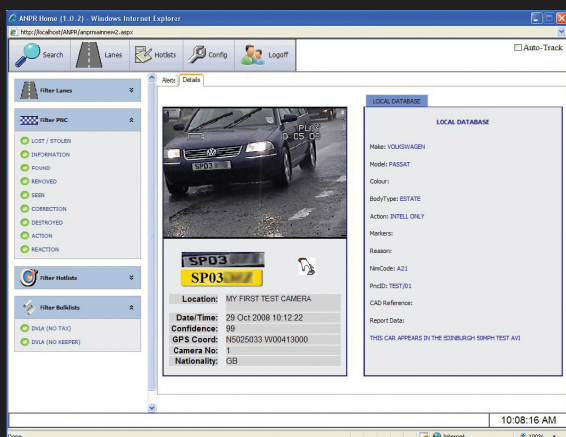 ANPR Home (1.0.2) - Windows Internet Explorer
http://localhost/ANPR/anprmainnew2.aspx
Search
Lanes
Hotlists
Config
Logoff
Auto-Track
Filter Lanes
Filter PNC
LOST / STOLEN
INFORMATION
FOUND
REMOVED
SEEN
CORRECTION
DESTROYED
ACTION
REACTION
Filter Hotlists
Filter Bulklists
DVLA (NO TAX)
DVLA (NO KEEPER)
Alerts
Details
PLAY
SP03
SP03
SP03
Location: MY FIRST TEST CAMERA
Date/Time: 29 Oct 2008 10:12:22
Confidence: 99
GPS Coord: N5025033 W00413000
Camera No: 1
Nationality: GB
LOCAL DATABASE
LOCAL DATABASE
Make: VOLKSWAGEN
Model: PASSAT
Colour:
BodyType: ESTATE
Action: INTELL ONLY
Markers:
Reason:
NimCode: A21
PncID: TEST/01
CAD Reference:
Report Data:
THIS CAR APPEARS IN THE EDINBURGH 50MPH TEST AVI
10:08:16 AM
Done
Internet
100%